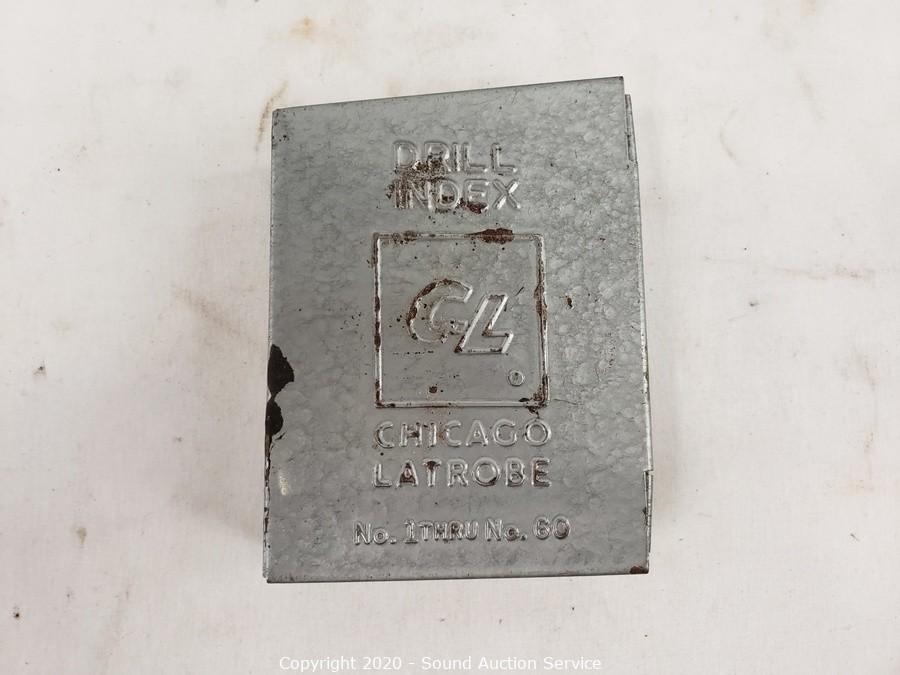 DRILL
INDEX
CL
®
CHICAGO
LATROBE
No. 1 THRU No. 60
Copyright 2020 - Sound Auction Service